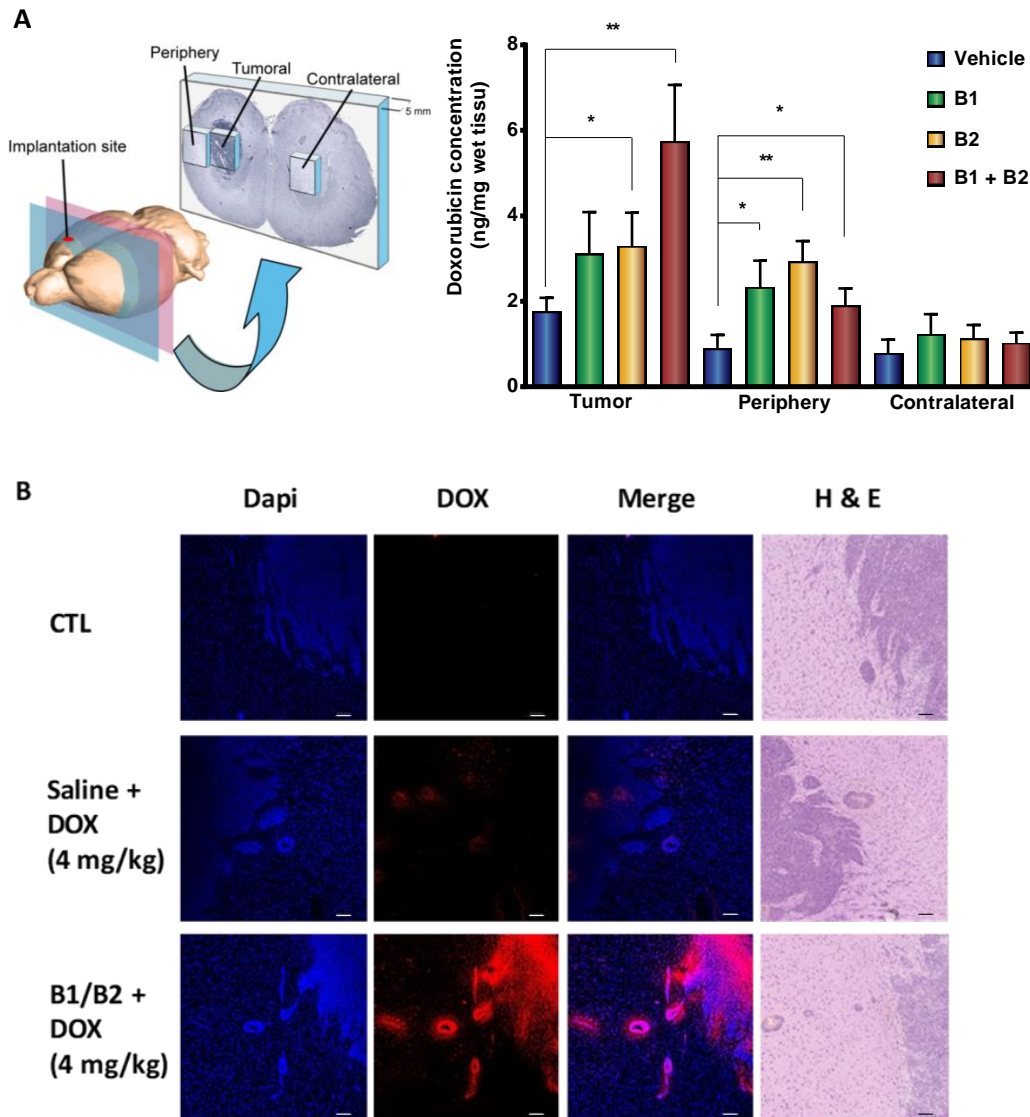 A
Periphery
Tumoral
Contralateral
5 mm
Implantation site
Doxorubicin concentration
(ng/mg wet tissu)
8
6
4
2
0
**
*
*
**
*
Vehicle
B1
B2
B1 + B2
Tumor
Periphery
Contralateral
B
Dapi
DOX
Merge
H & E
CTL
Saline +
DOX
(4 mg/kg)
B1/B2 +
DOX
(4 mg/kg)